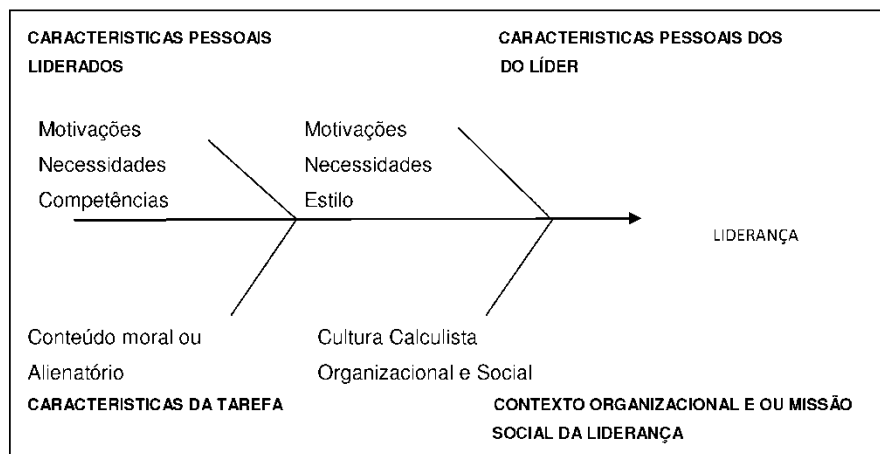 CARACTERISTICAS PESSOAIS
LIDERADOS
CARACTERISTICAS PESSOAIS DOS
DO LÍDER
Motivações
Necessidades
Competências
Motivações
Necessidades
Estilo
LIDERANÇA
Conteúdo moral ou
Alienatório
Cultura Calculista
Organizacional e Social
CARACTERISTICAS DA TAREFA
CONTEXTO ORGANIZACIONAL E OU MISSÃO
SOCIAL DA LIDERANÇA